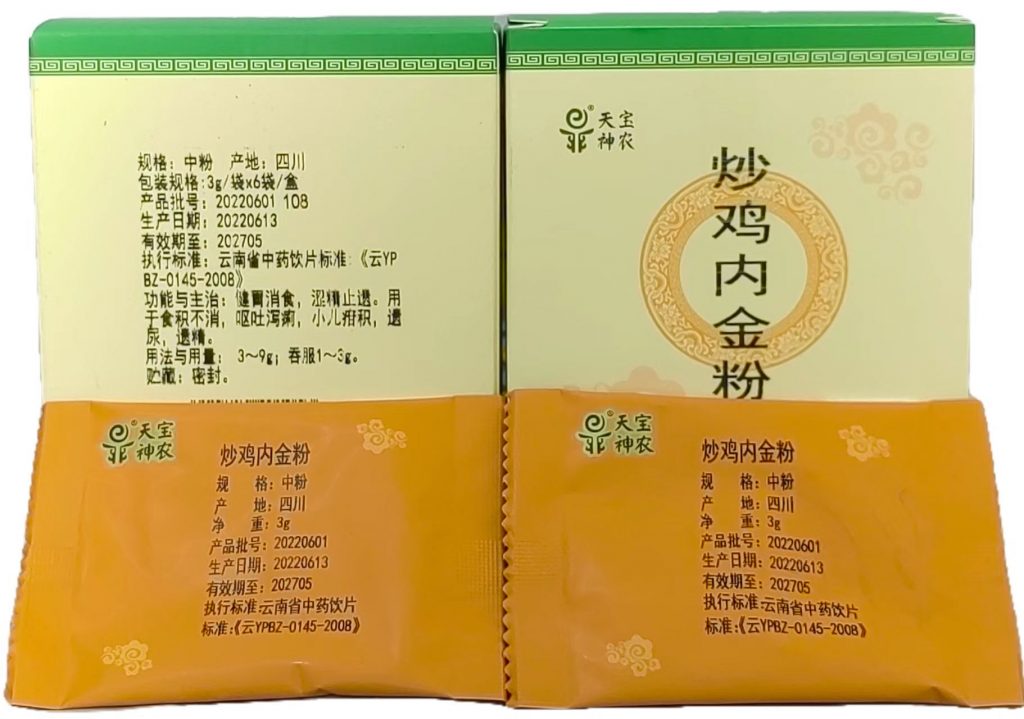 规格：中粉 产地：四川
包装规格:3g/袋x6袋/盒
产品批号：20220601 108
生产日期：20220613
有效期至：202705
执行标准：云南省中药饮片标准：《云YP
BZ-0145-2008》
功能与主治：健胃消食，涩精止遗。用
于食积不消，呕吐泻痢，小儿疳积，遗
尿，遗精。
用法与用量：3～9g；吞服1～3g。
贮藏：密封。
天宝
神农
炒鸡内金粉
天宝
神农
炒鸡内金粉
规 格：中粉
产 地：四川
净 重：3g
产品批号：20220601
生产日期：20220613
有效期至：202705
执行标准:云南省中药饮片
标准:《云YPBZ-0145-2008》
天宝
神农
炒鸡内金粉
规 格：中粉
产 地：四川
净 重：3g
产品批号：20220601
生产日期：20220613
有效期至：202705
执行标准:云南省中药饮片
标准:《云YPBZ-0145-2008》